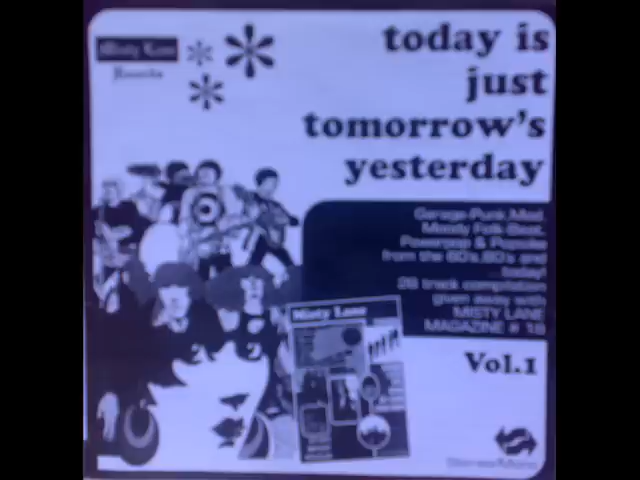 Misty Lane
Records
today is
just
tomorrow's
yesterday
Garage-Punk, Mod,
Moody Folk-Beat,
Powerpop & Popsike
from the 60's, 80's and
today!
28 track compilation
given away with
MISTY LANE
MAGAZINE # 18
Misty Lane
Vol.1